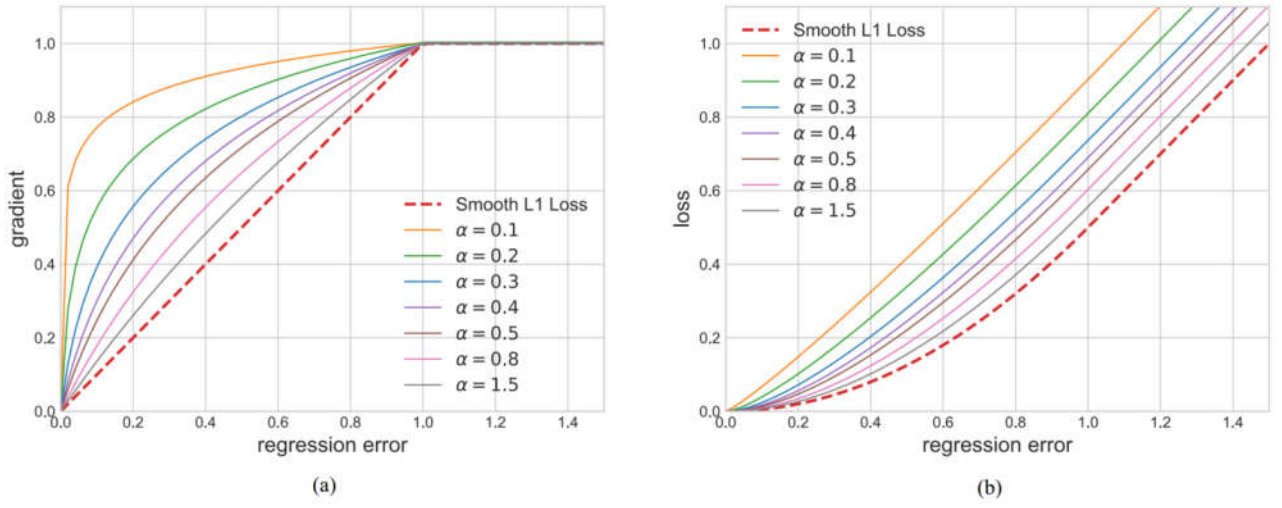 1.0
0.8
0.6
0.4
0.2
0.0
0.0 0.2 0.4 0.6 0.8 1.0 1.2 1.4
gradient
regression error
Smooth L1 Loss
α = 0.1
α = 0.2
α = 0.3
α = 0.4
α = 0.5
α = 0.8
α = 1.5
(a)
1.0
0.8
0.6
0.4
0.2
0.0
0.0 0.2 0.4 0.6 0.8 1.0 1.2 1.4
loss
regression error
Smooth L1 Loss
α = 0.1
α = 0.2
α = 0.3
α = 0.4
α = 0.5
α = 0.8
α = 1.5
(b)